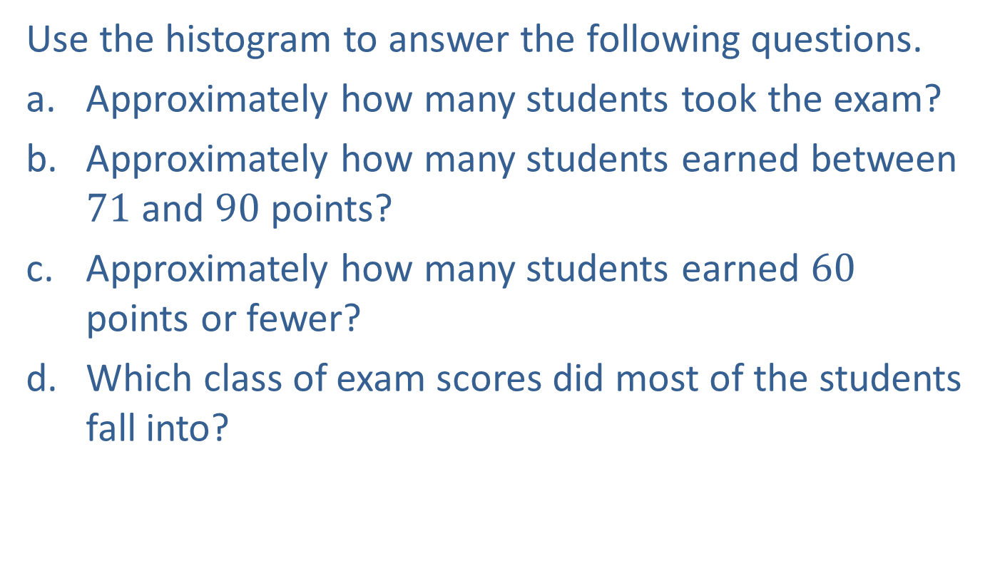 Use the histogram to answer the following questions.
a. Approximately how many students took the exam?
b. Approximately how many students earned between
71 and 90 points?
c. Approximately how many students earned 60
points or fewer?
d. Which class of exam scores did most of the students
fall into?